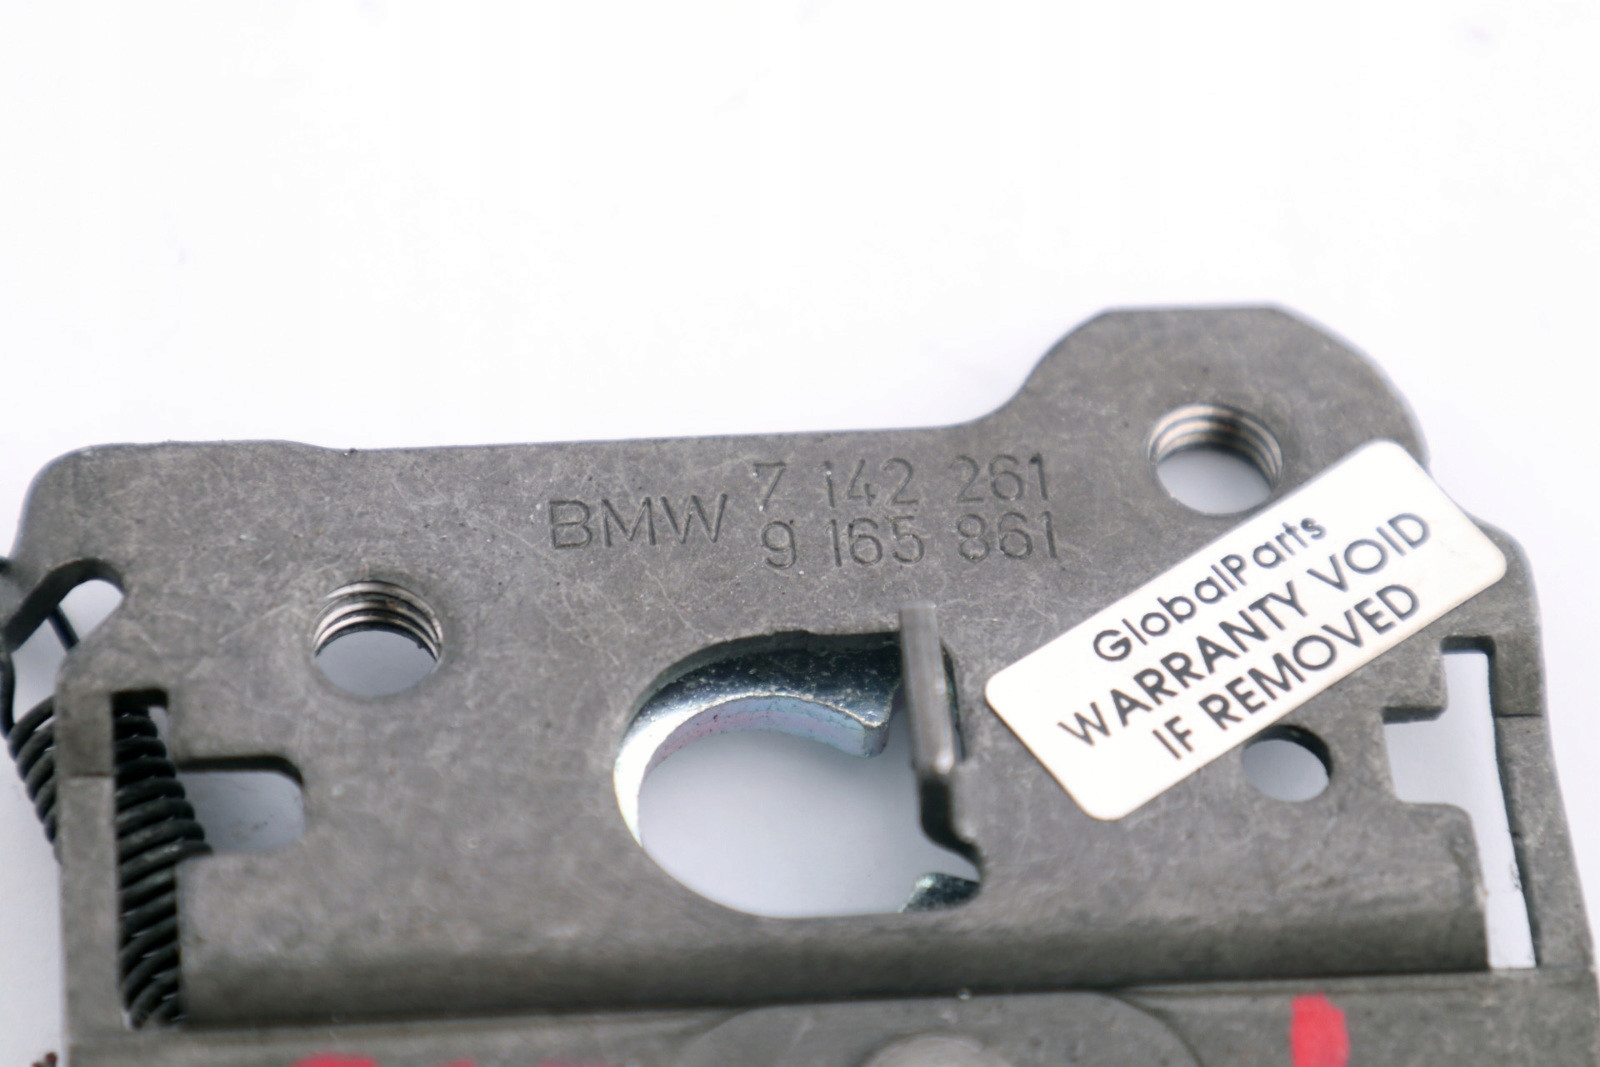 BMW 7 142 261
9 165 861
GlobalParts
WARRANTY VOID
IF REMOVED